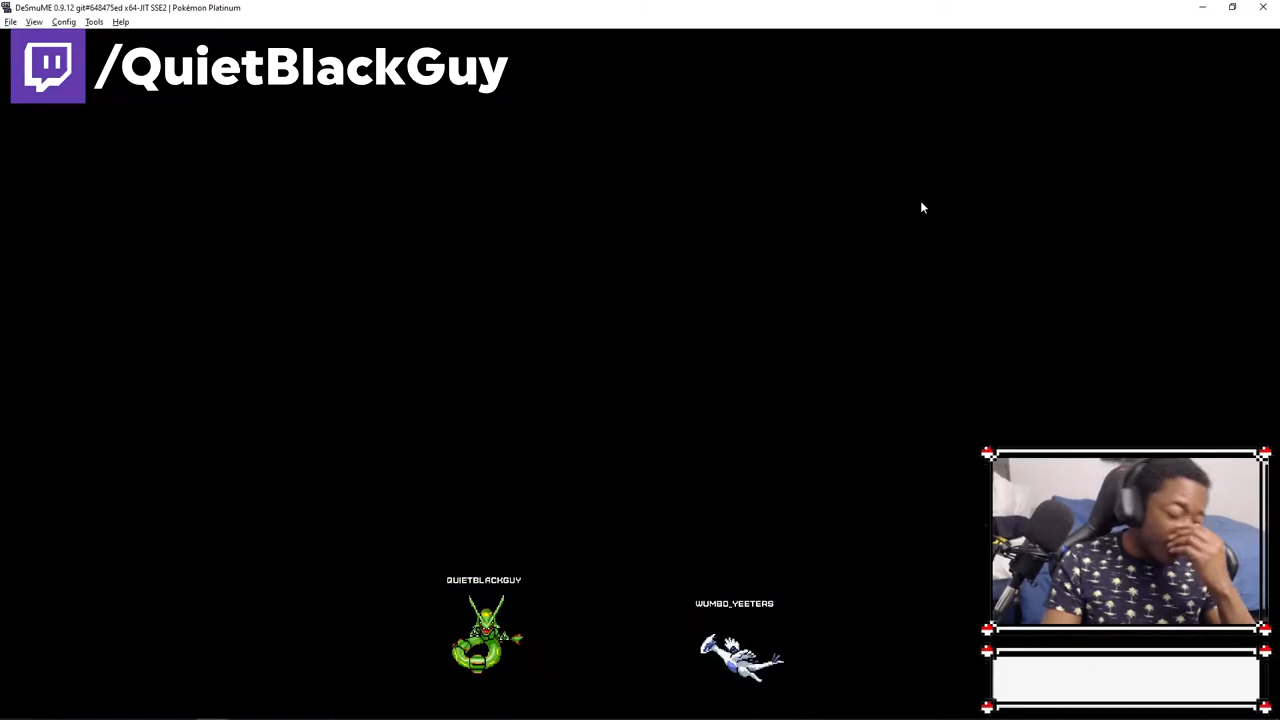 DeSmuME 0.9.12 git#648475ed x64-JIT SSE2 | Pokémon Platinum
File View Config Tools Help
/QuietBlackGuy
QUIETBLACKGUY
WUMBO_YEETERS